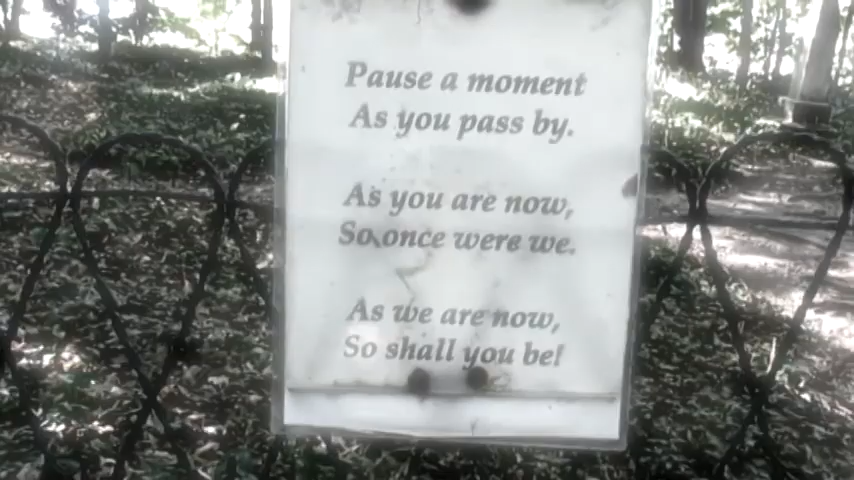 Pause a moment
As you pass by.
As you are now,
So once were we.
As we are now,
So shall you be!